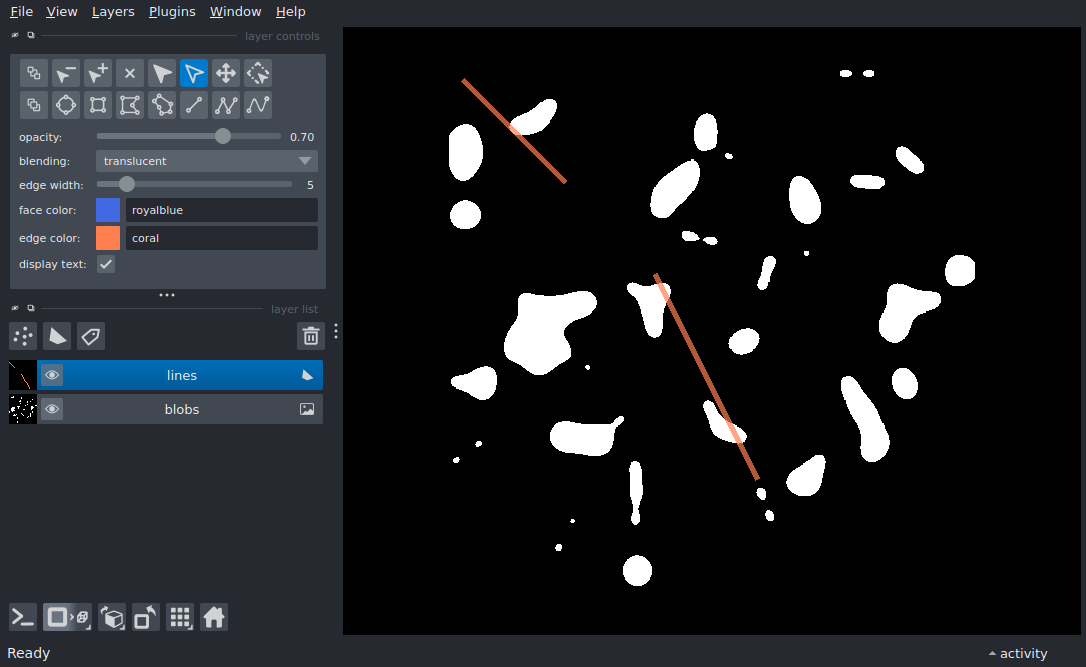 File View Layers Plugins Window Help
layer controls
opacity: 0.70
blending: translucent
edge width: 5
face color: royalblue
edge color: coral
display text:
layer list
lines
blobs
Ready
activity